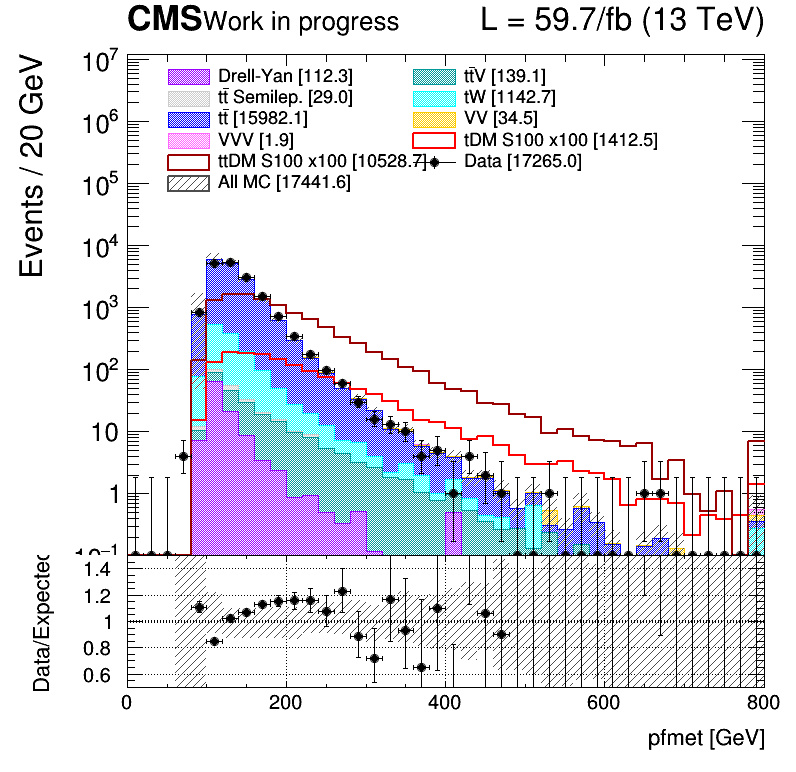 CMS Work in progress L = 59.7/fb (13 TeV)
Events / 20 GeV
10⁷
10⁶
10⁵
10⁴
10³
10²
10
1
10⁻¹
Drell-Yan [112.3] tt̄V [139.1]
tt̄ Semilep. [29.0] tW [1142.7]
tt̄ [15982.1] VV [34.5]
VVV [1.9] tDM S100 x100 [1412.5]
ttDM S100 x100 [10528.7] Data [17265.0]
All MC [17441.6]
Data/Expected
1.4
1.2
1
0.8
0.6
0 200 400 600 800
pfmet [GeV]